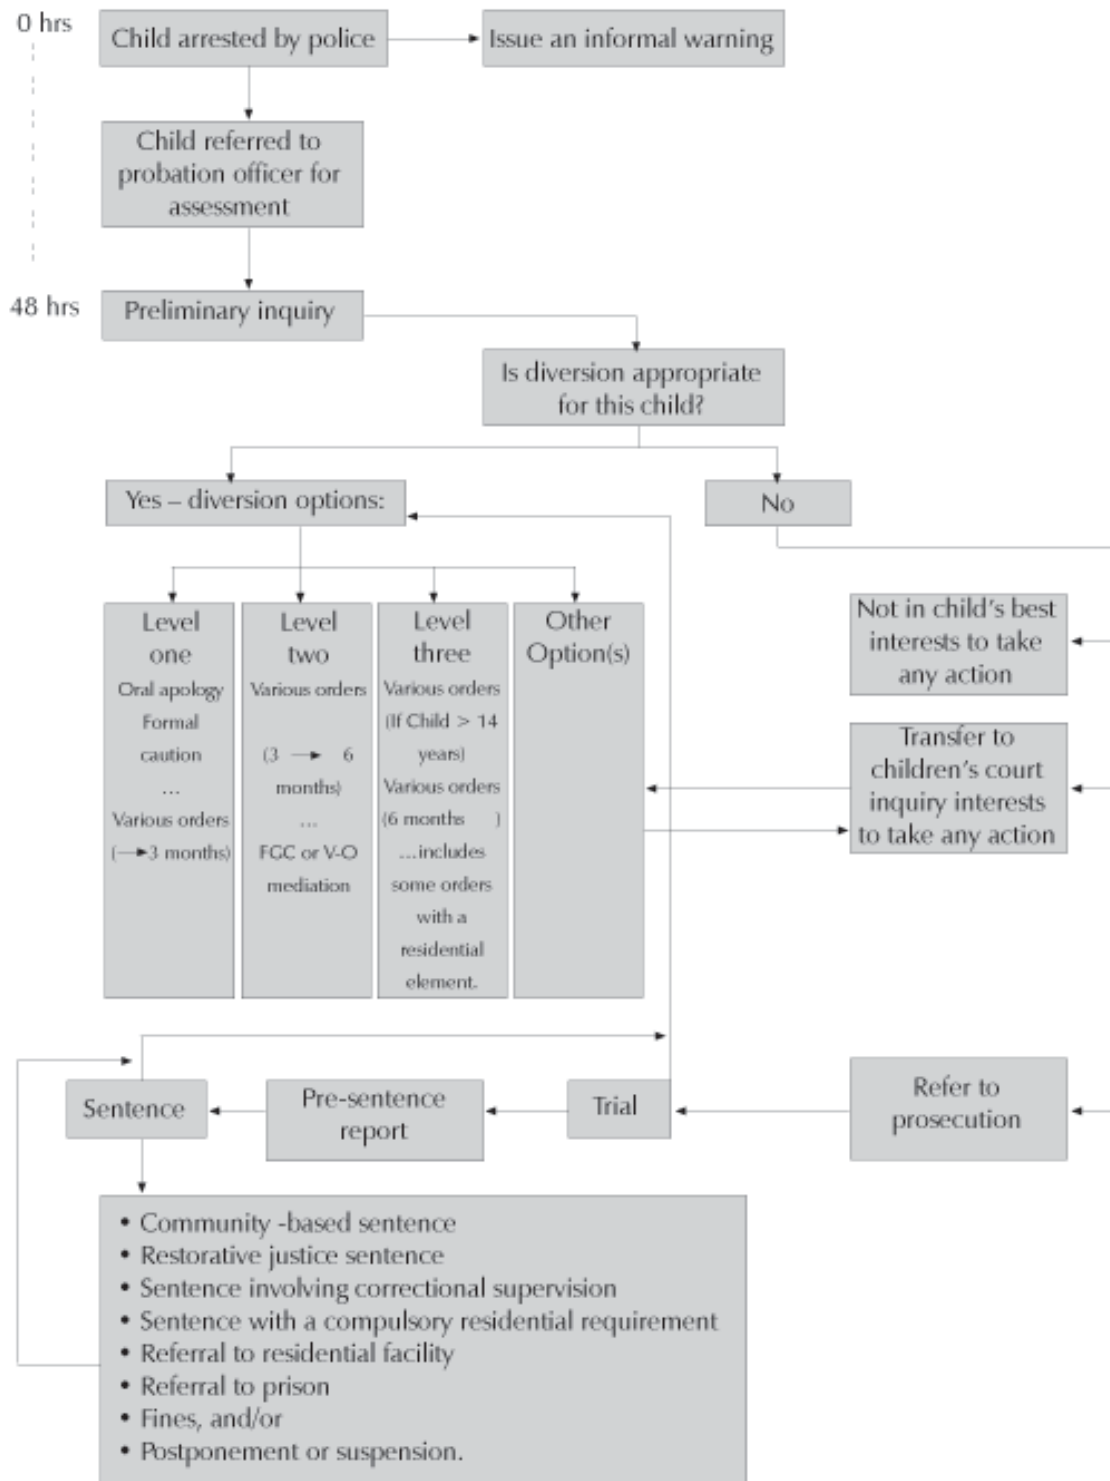 0 hrs
Child arrested by police
Issue an informal warning
Child referred to
probation officer for
assessment
48 hrs
Preliminary inquiry
Is diversion appropriate
for this child?
Yes – diversion options:
No
Level
one
Oral apology
Formal
caution
...
Various orders
(→3 months)
Level
two
Various orders
(3 → 6
months)
...
FGC or V-O
mediation
Level
three
Various orders
(If Child > 14
years)
Various orders
(6 months )
...includes
some orders
with a
residential
element.
Other
Option(s)
Not in child's best
interests to take
any action
Transfer to
children's court
inquiry interests
to take any action
Sentence
Pre-sentence
report
Trial
Refer to
prosecution
• Community -based sentence
• Restorative justice sentence
• Sentence involving correctional supervision
• Sentence with a compulsory residential requirement
• Referral to residential facility
• Referral to prison
• Fines, and/or
• Postponement or suspension.